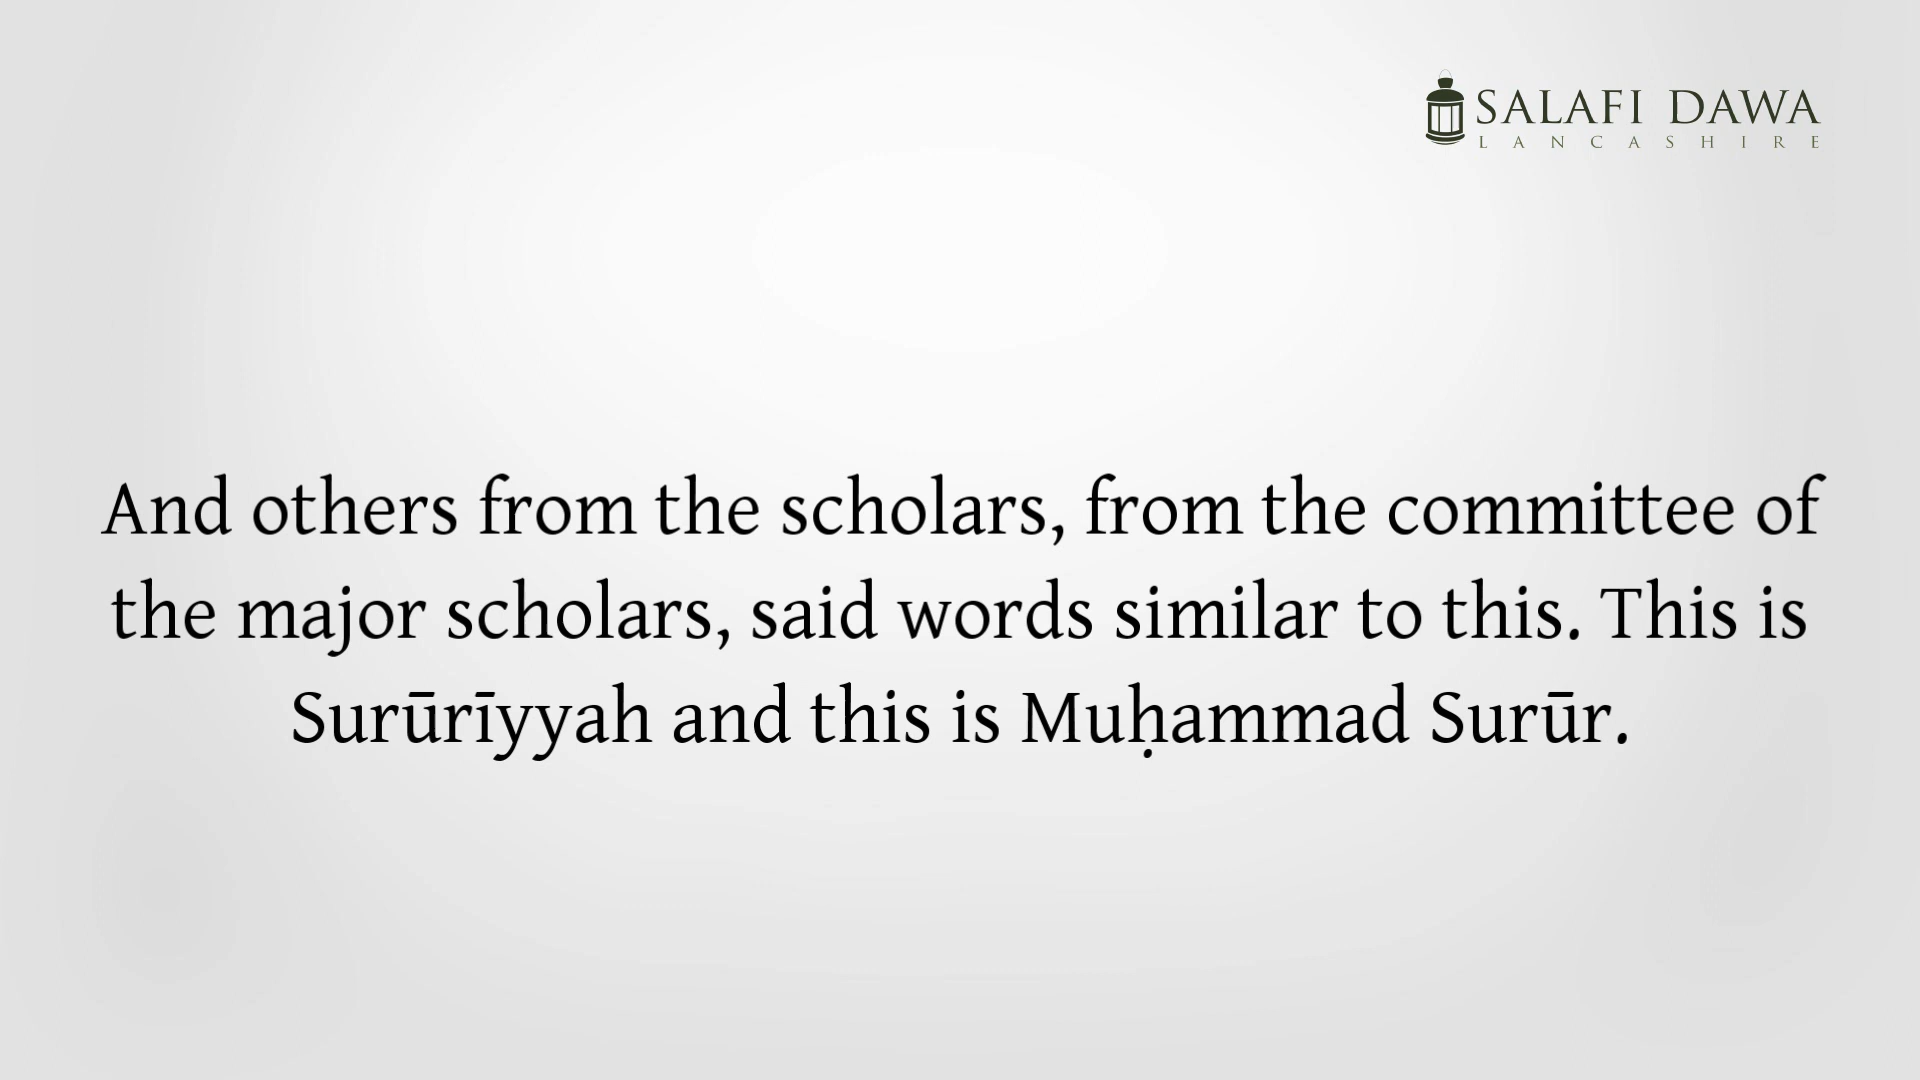 SALAFI DAWA
LANCASHIRE
And others from the scholars, from the committee of
the major scholars, said words similar to this. This is
Surūrīyyah and this is Muḥammad Surūr.